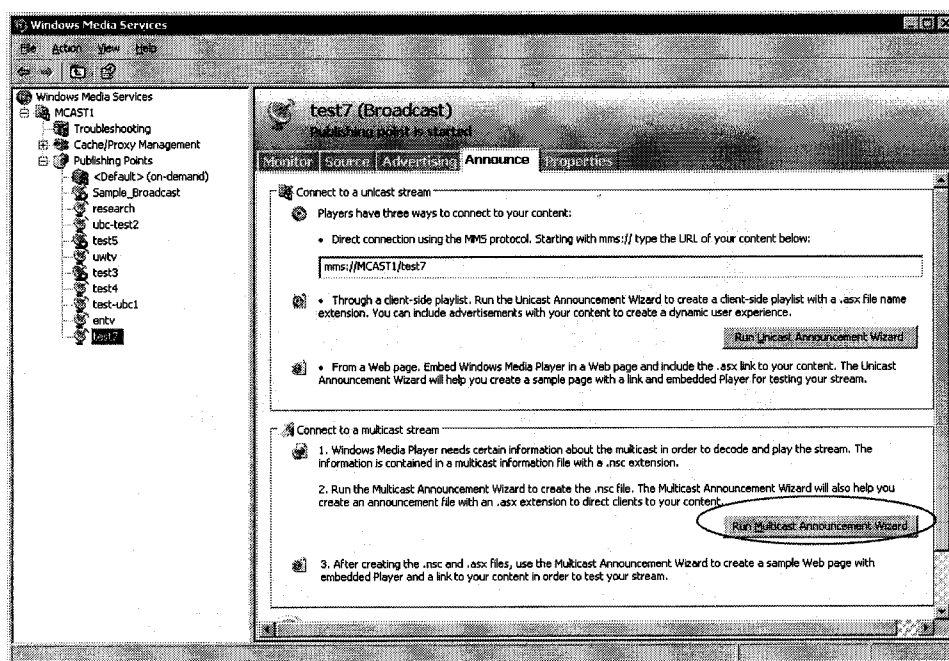 Windows Media Services
File Action View Help
Windows Media Services
MCAST1
Troubleshooting
Cache/Proxy Management
Publishing Points
<Default> (on-demand)
Sample_Broadcast
research
ubc-test2
test5
uwtv
test3
test4
test-ubc1
entv
test7
test7 (Broadcast)
Publishing point is started
Monitor Source Advertising Announce Properties
Connect to a unicast stream
Players have three ways to connect to your content:
• Direct connection using the MMS protocol. Starting with mms:// type the URL of your content below:
mms://MCAST1/test7
• Through a client-side playlist. Run the Unicast Announcement Wizard to create a client-side playlist with a .asx file name
extension. You can include advertisements with your content to create a dynamic user experience.
Run Unicast Announcement Wizard
• From a Web page. Embed Windows Media Player in a Web page and include the .asx link to your content. The Unicast
Announcement Wizard will help you create a sample page with a link and embedded Player for testing your stream.
Connect to a multicast stream
1. Windows Media Player needs certain information about the multicast in order to decode and play the stream. The
information is contained in a multicast information file with a .nsc extension.
2. Run the Multicast Announcement Wizard to create the .nsc file. The Multicast Announcement Wizard will also help you
create an announcement file with an .asx extension to direct clients to your content.
Run Multicast Announcement Wizard
3. After creating the .nsc and .asx files, use the Multicast Announcement Wizard to create a sample Web page with
embedded Player and a link to your content in order to test your stream.